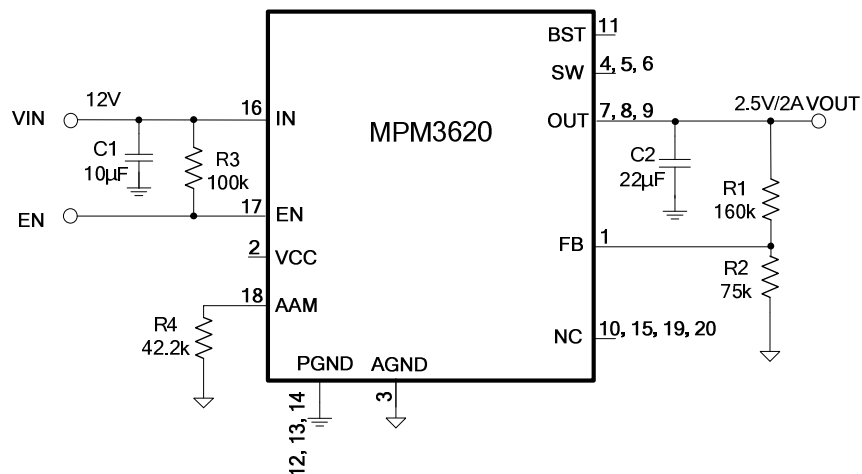 BST
11
SW
4, 5, 6
VIN
12V
16
IN
MPM3620
OUT
7, 8, 9
2.5V/2A VOUT
C1
10µF
R3
100k
C2
22µF
R1
160k
EN
17
EN
FB
1
2
VCC
R2
75k
18
AAM
R4
42.2k
NC
10, 15, 19, 20
PGND
AGND
12, 13, 14
3